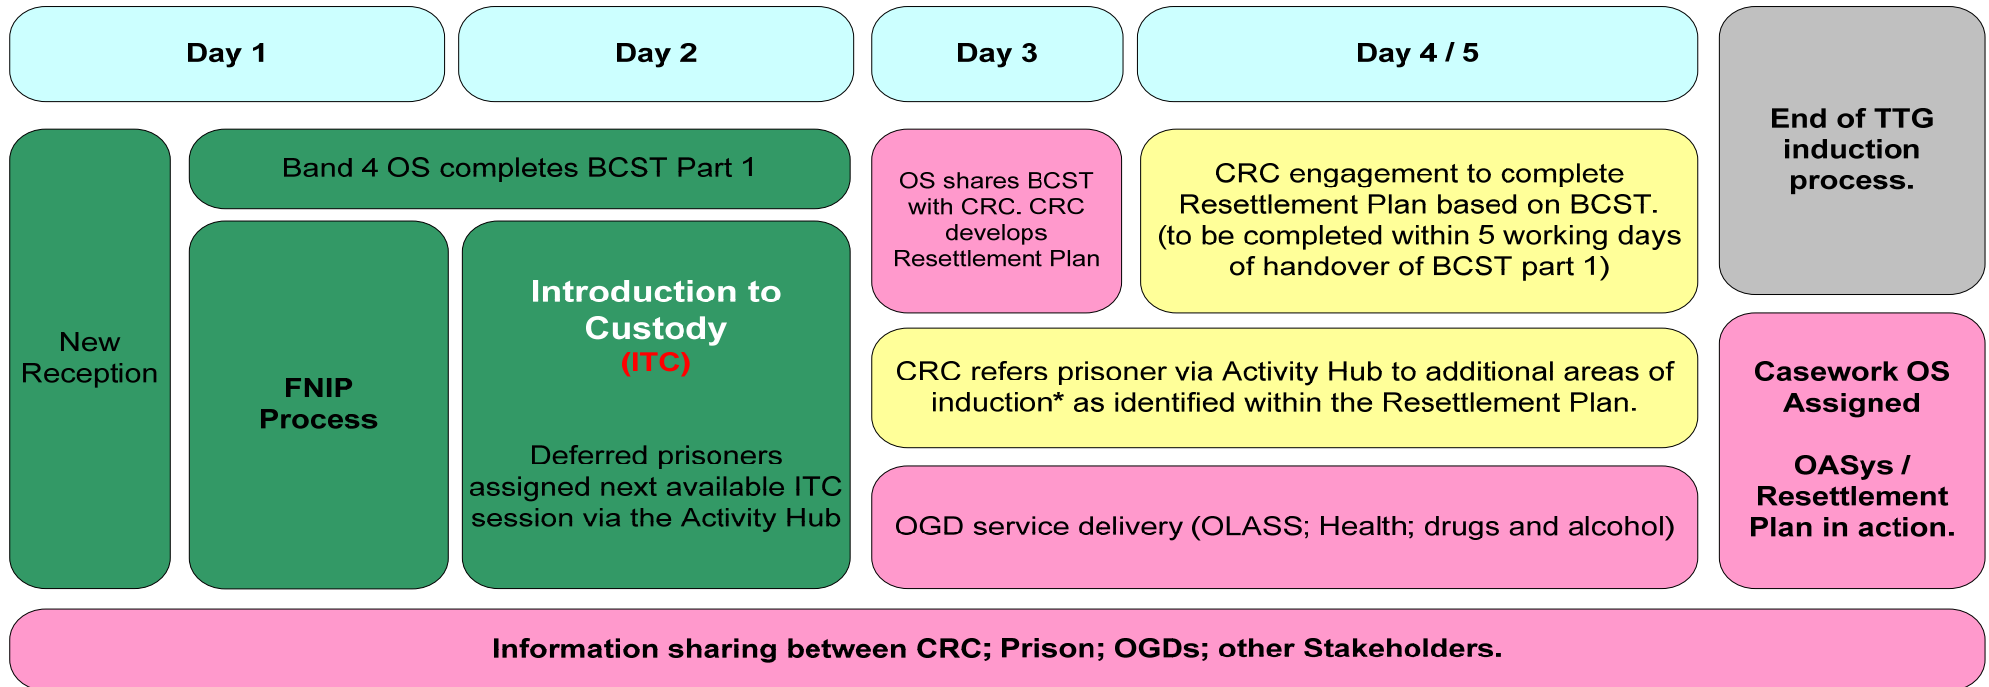 Day 1
Day 2
Day 3
Day 4 / 5
End of TTG
induction
process.
New
Reception
Band 4 OS completes BCST Part 1
FNIP
Process
Introduction to
Custody
(ITC)
Deferred prisoners
assigned next available ITC
session via the Activity Hub
OS shares BCST
with CRC. CRC
develops
Resettlement Plan
CRC engagement to complete
Resettlement Plan based on BCST.
(to be completed within 5 working days
of handover of BCST part 1)
CRC refers prisoner via Activity Hub to additional areas of
induction* as identified within the Resettlement Plan.
OGD service delivery (OLASS; Health; drugs and alcohol)
Casework OS
Assigned
OASys /
Resettlement
Plan in action.
Information sharing between CRC; Prison; OGDs; other Stakeholders.